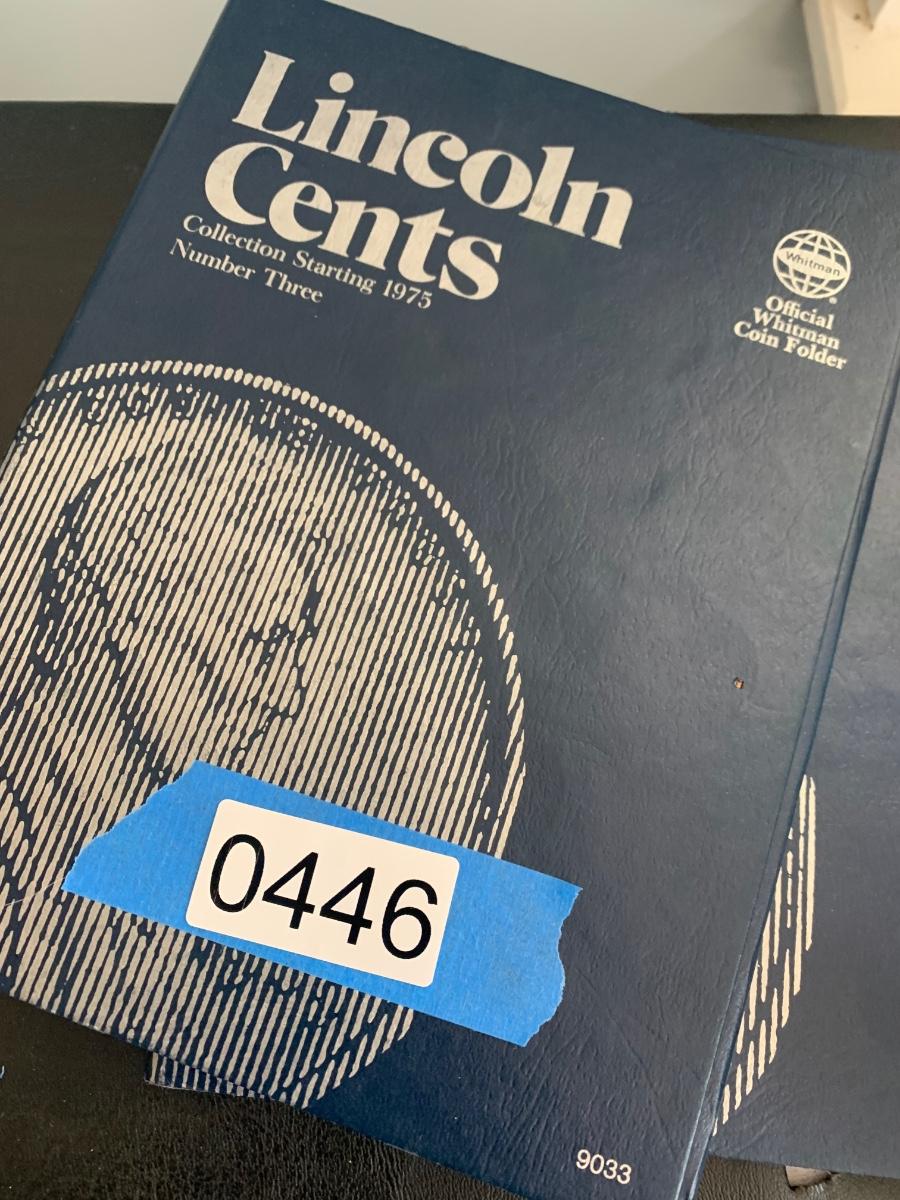 Lincoln
Cents
Collection Starting 1975
Number Three
Whitman
®
Official
Whitman
Coin Folder
0446
9033